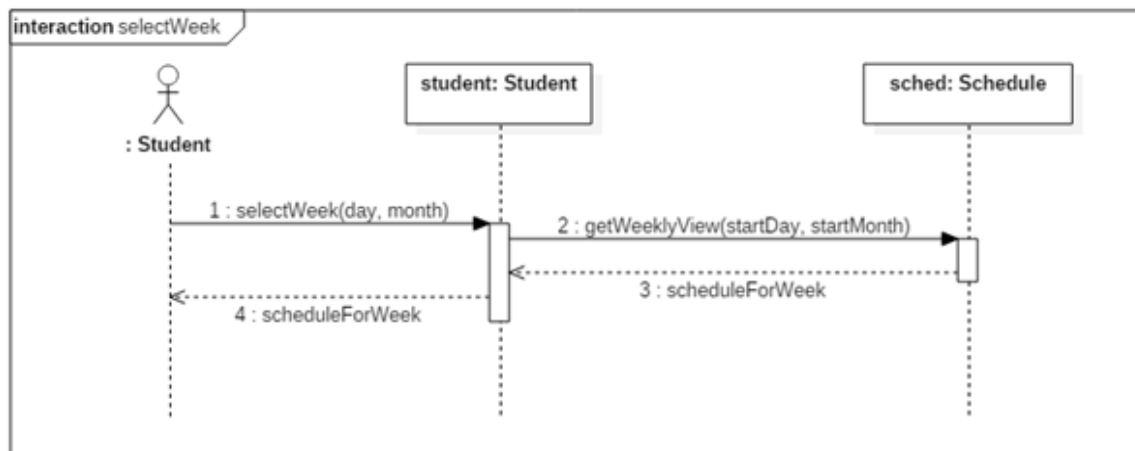 interaction selectWeek
student: Student
sched: Schedule
: Student
1 : selectWeek(day, month)
2 : getWeeklyView(startDay, startMonth)
3 : scheduleForWeek
4 : scheduleForWeek